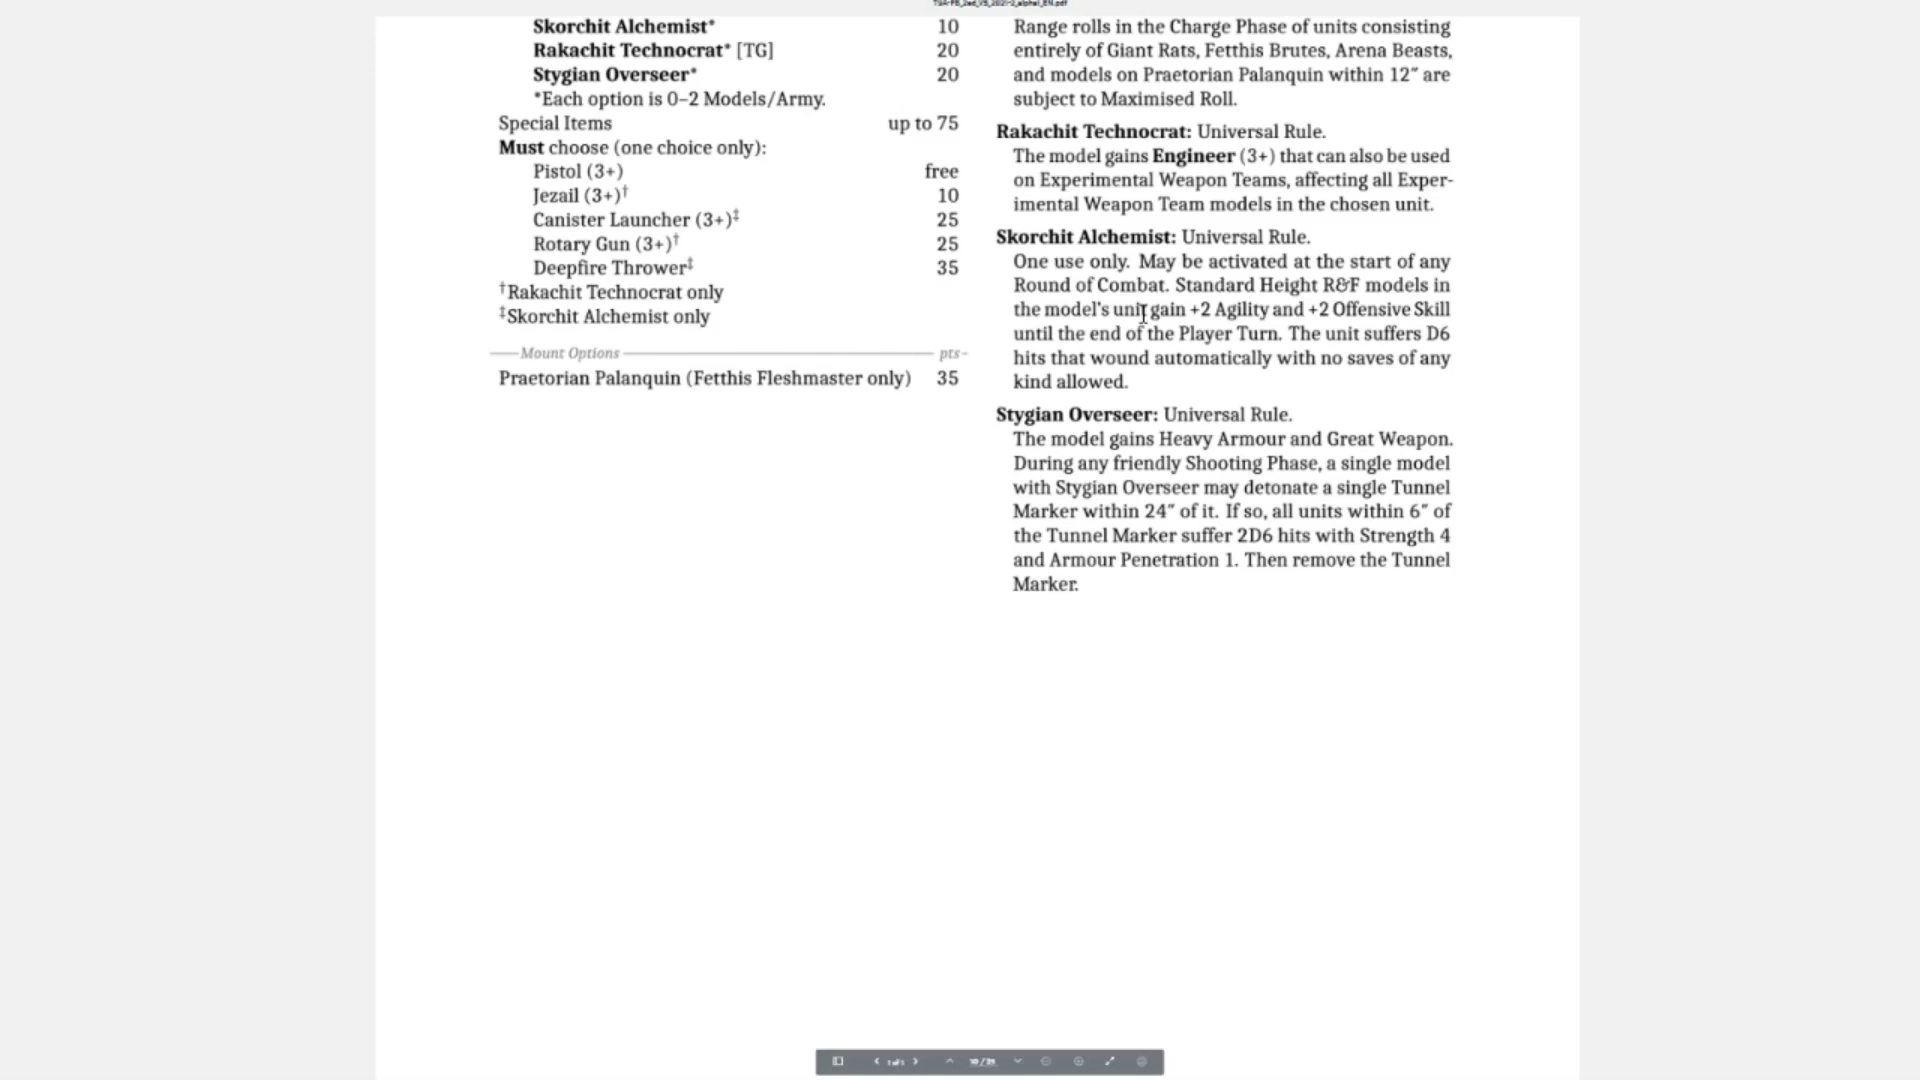 T9A-FB_2ed_VS_2021-2_alpha1_EN.pdf
Skorchit Alchemist* 10
Rakachit Technocrat* [TG] 20
Stygian Overseer* 20
*Each option is 0–2 Models/Army.
Special Items up to 75
Must choose (one choice only):
Pistol (3+) free
Jezail (3+)† 10
Canister Launcher (3+)‡ 25
Rotary Gun (3+)† 25
Deepfire Thrower‡ 35
†Rakachit Technocrat only
‡Skorchit Alchemist only
Mount Options pts
Praetorian Palanquin (Fetthis Fleshmaster only) 35
Range rolls in the Charge Phase of units consisting
entirely of Giant Rats, Fetthis Brutes, Arena Beasts,
and models on Praetorian Palanquin within 12″ are
subject to Maximised Roll.
Rakachit Technocrat: Universal Rule.
The model gains Engineer (3+) that can also be used
on Experimental Weapon Teams, affecting all Exper-
imental Weapon Team models in the chosen unit.
Skorchit Alchemist: Universal Rule.
One use only. May be activated at the start of any
Round of Combat. Standard Height R&F models in
the model's unit gain +2 Agility and +2 Offensive Skill
until the end of the Player Turn. The unit suffers D6
hits that wound automatically with no saves of any
kind allowed.
Stygian Overseer: Universal Rule.
The model gains Heavy Armour and Great Weapon.
During any friendly Shooting Phase, a single model
with Stygian Overseer may detonate a single Tunnel
Marker within 24″ of it. If so, all units within 6″ of
the Tunnel Marker suffer 2D6 hits with Strength 4
and Armour Penetration 1. Then remove the Tunnel
Marker.